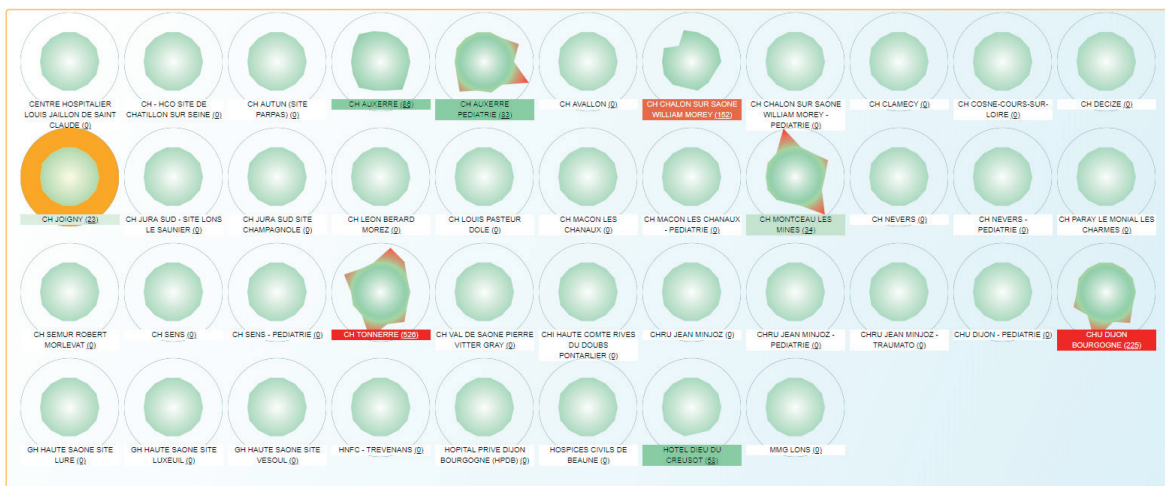 CENTRE HOSPITALIER
LOUIS JAILLON DE SAINT
CLAUDE (0)
CH - HCO SITE DE
CHATILLON SUR SEINE (0)
CH AUTUN (SITE
PARPAS) (0)
CH AUXERRE (86)
CH AUXERRE
PEDIATRIE (33)
CH AVALLON (0)
CH CHALON SUR SAONE
WILLIAM MOREY (152)
CH CHALON SUR SAONE
WILLIAM MOREY -
PEDIATRIE (0)
CH CLAMECY (0)
CH COSNE-COURS-SUR-
LOIRE (0)
CH DECIZE (0)
CH JOIGNY (23)
CH JURA SUD - SITE LONS
LE SAUNIER (0)
CH JURA SUD SITE
CHAMPAGNOLE (0)
CH LEON BERARD
MOREZ (0)
CH LOUIS PASTEUR
DOLE (0)
CH MACON LES
CHANAUX (0)
CH MACON LES CHANAUX
- PEDIATRIE (0)
CH MONTCEAU LES
MINES (34)
CH NEVERS (0)
CH NEVERS -
PEDIATRIE (0)
CH PARAY LE MONIAL LES
CHARMES (0)
CH SEMUR ROBERT
MORLEVAT (0)
CH SENS (0)
CH SENS - PEDIATRIE (0)
CH TONNERRE (526)
CH VAL DE SAONE PIERRE
VITTER GRAY (0)
CHI HAUTE COMTE RIVES
DU DOUBS
PONTARLIER (0)
CHRU JEAN MINJOZ (0)
CHRU JEAN MINJOZ -
PEDIATRIE (0)
CHRU JEAN MINJOZ -
TRAUMATO (0)
CHU DIJON - PEDIATRIE (0)
CHU DIJON
BOURGOGNE (225)
GH HAUTE SAONE SITE
LURE (0)
GH HAUTE SAONE SITE
LUXEUIL (0)
GH HAUTE SAONE SITE
VESOUL (0)
HNFC - TREVENANS (0)
HOPITAL PRIVE DIJON
BOURGOGNE (HPDB) (0)
HOSPICES CIVILS DE
BEAUNE (0)
HOTEL DIEU DU
CREUSOT (58)
MMG LONS (0)